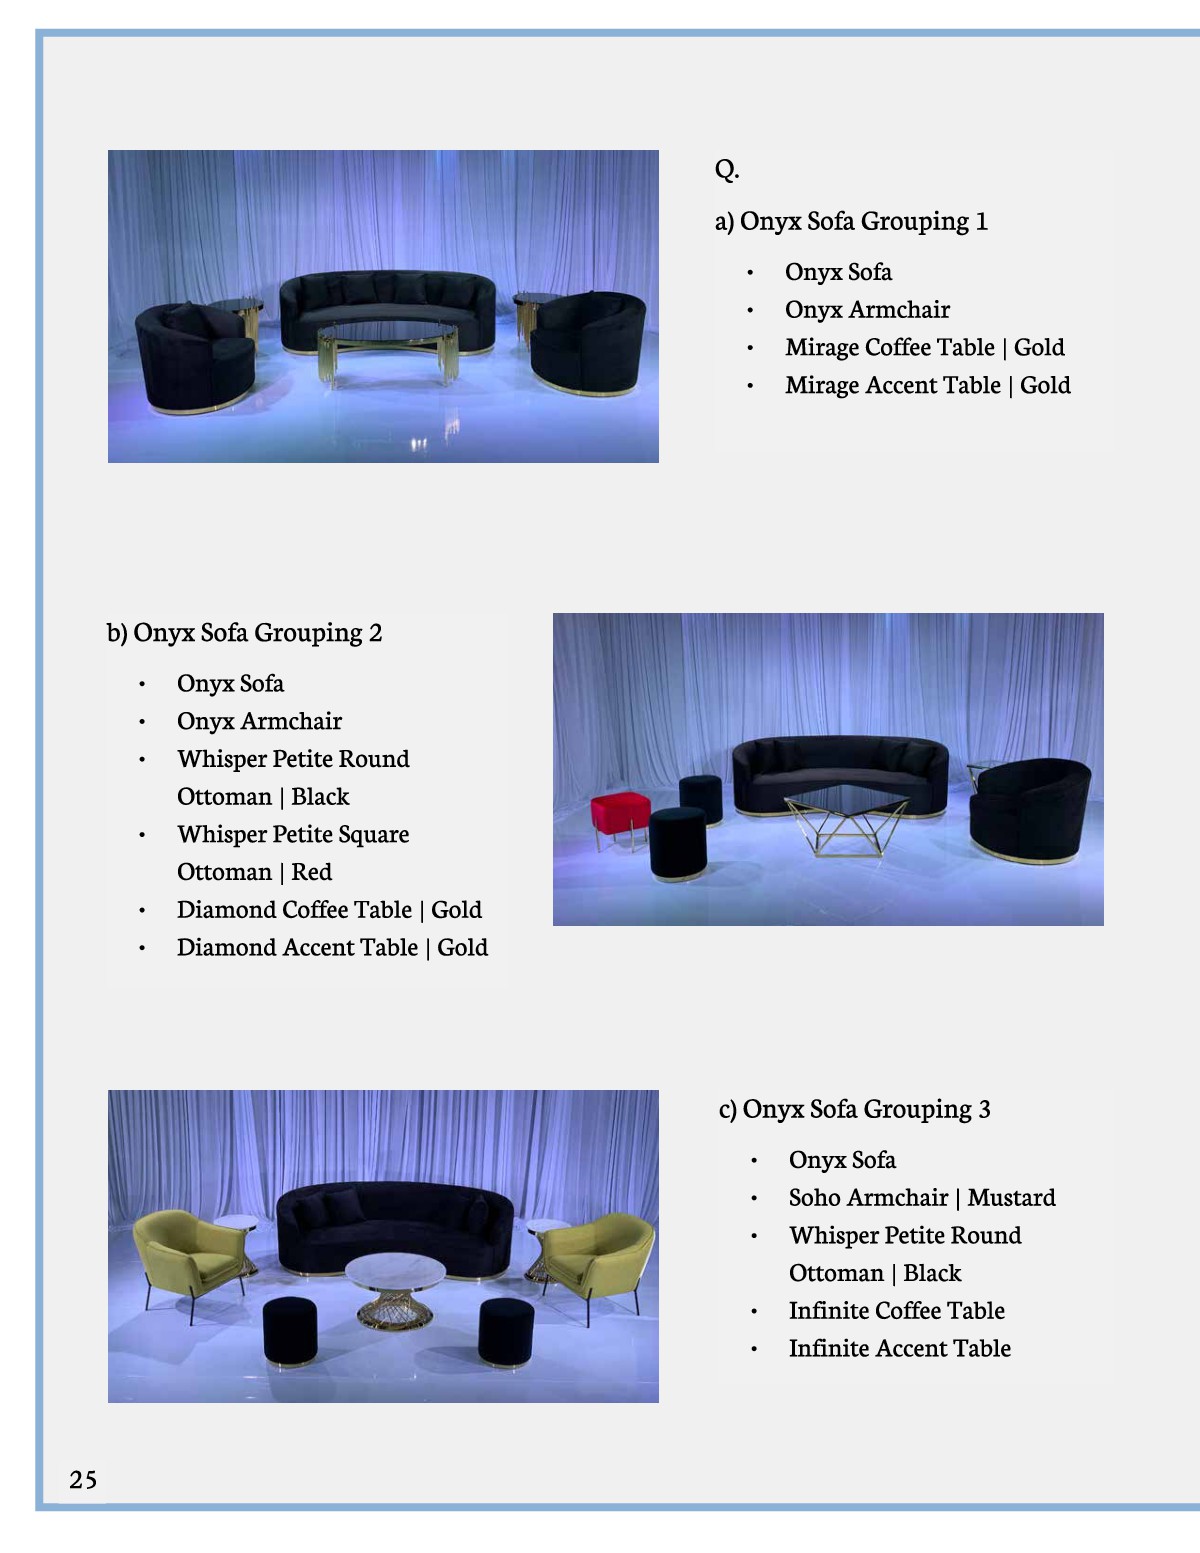 Q.
a) Onyx Sofa Grouping 1
• Onyx Sofa
• Onyx Armchair
• Mirage Coffee Table | Gold
• Mirage Accent Table | Gold
b) Onyx Sofa Grouping 2
• Onyx Sofa
• Onyx Armchair
• Whisper Petite Round
Ottoman | Black
• Whisper Petite Square
Ottoman | Red
• Diamond Coffee Table | Gold
• Diamond Accent Table | Gold
c) Onyx Sofa Grouping 3
• Onyx Sofa
• Soho Armchair | Mustard
• Whisper Petite Round
Ottoman | Black
• Infinite Coffee Table
• Infinite Accent Table
25